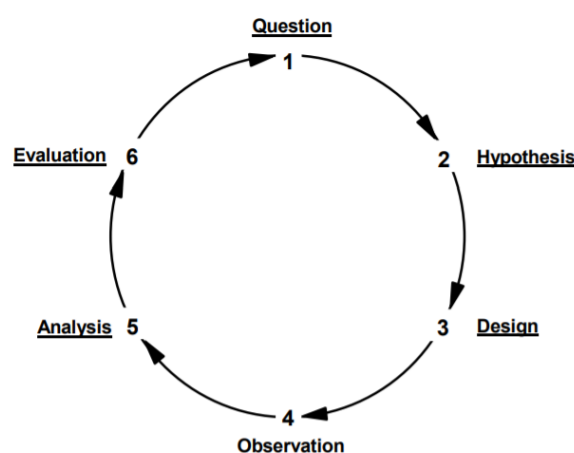 Question
1
2 Hypothesis
3 Design
4
Observation
Analysis 5
Evaluation 6